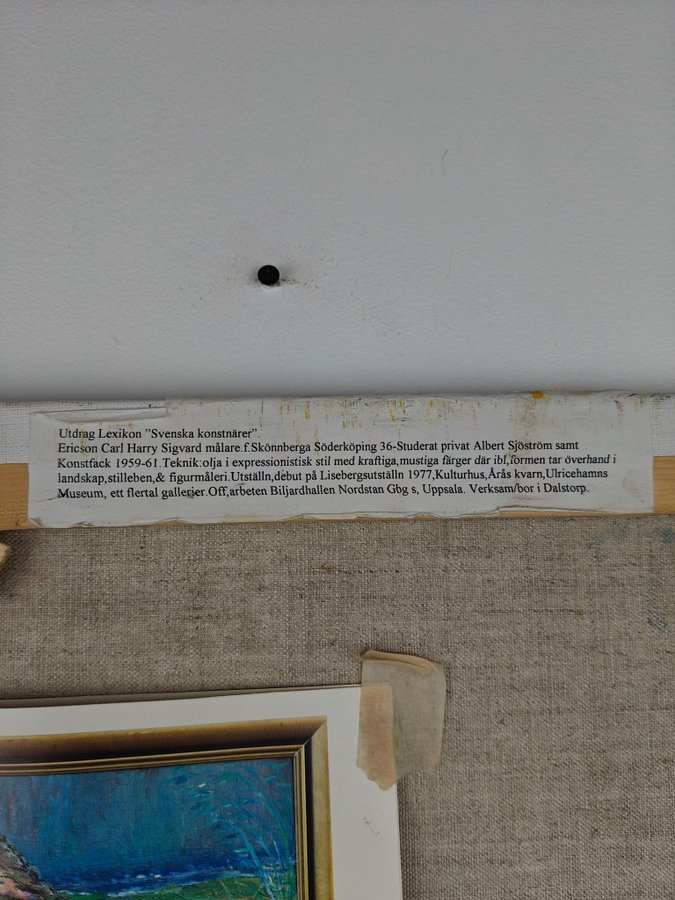 Utdrag Lexikon ”Svenska konstnärer”.
Ericson Carl Harry Sigvard målare.f.Skönnberga Söderköping 36-Studerat privat Albert Sjöström samt
Konstfack 1959-61.Teknik:olja i expressionistisk stil med kraftiga,mustiga färger där ibl,formen tar överhand i
landskap,stilleben,& figurmåleri.Utställn,dèbut på Lisebergsutställn 1977,Kulturhus,Årås kvarn,Ulricehamns
Museum, ett flertal gallerier.Off,arbeten Biljardhallen Nordstan Gbg s, Uppsala. Verksam/bor i Dalstorp.